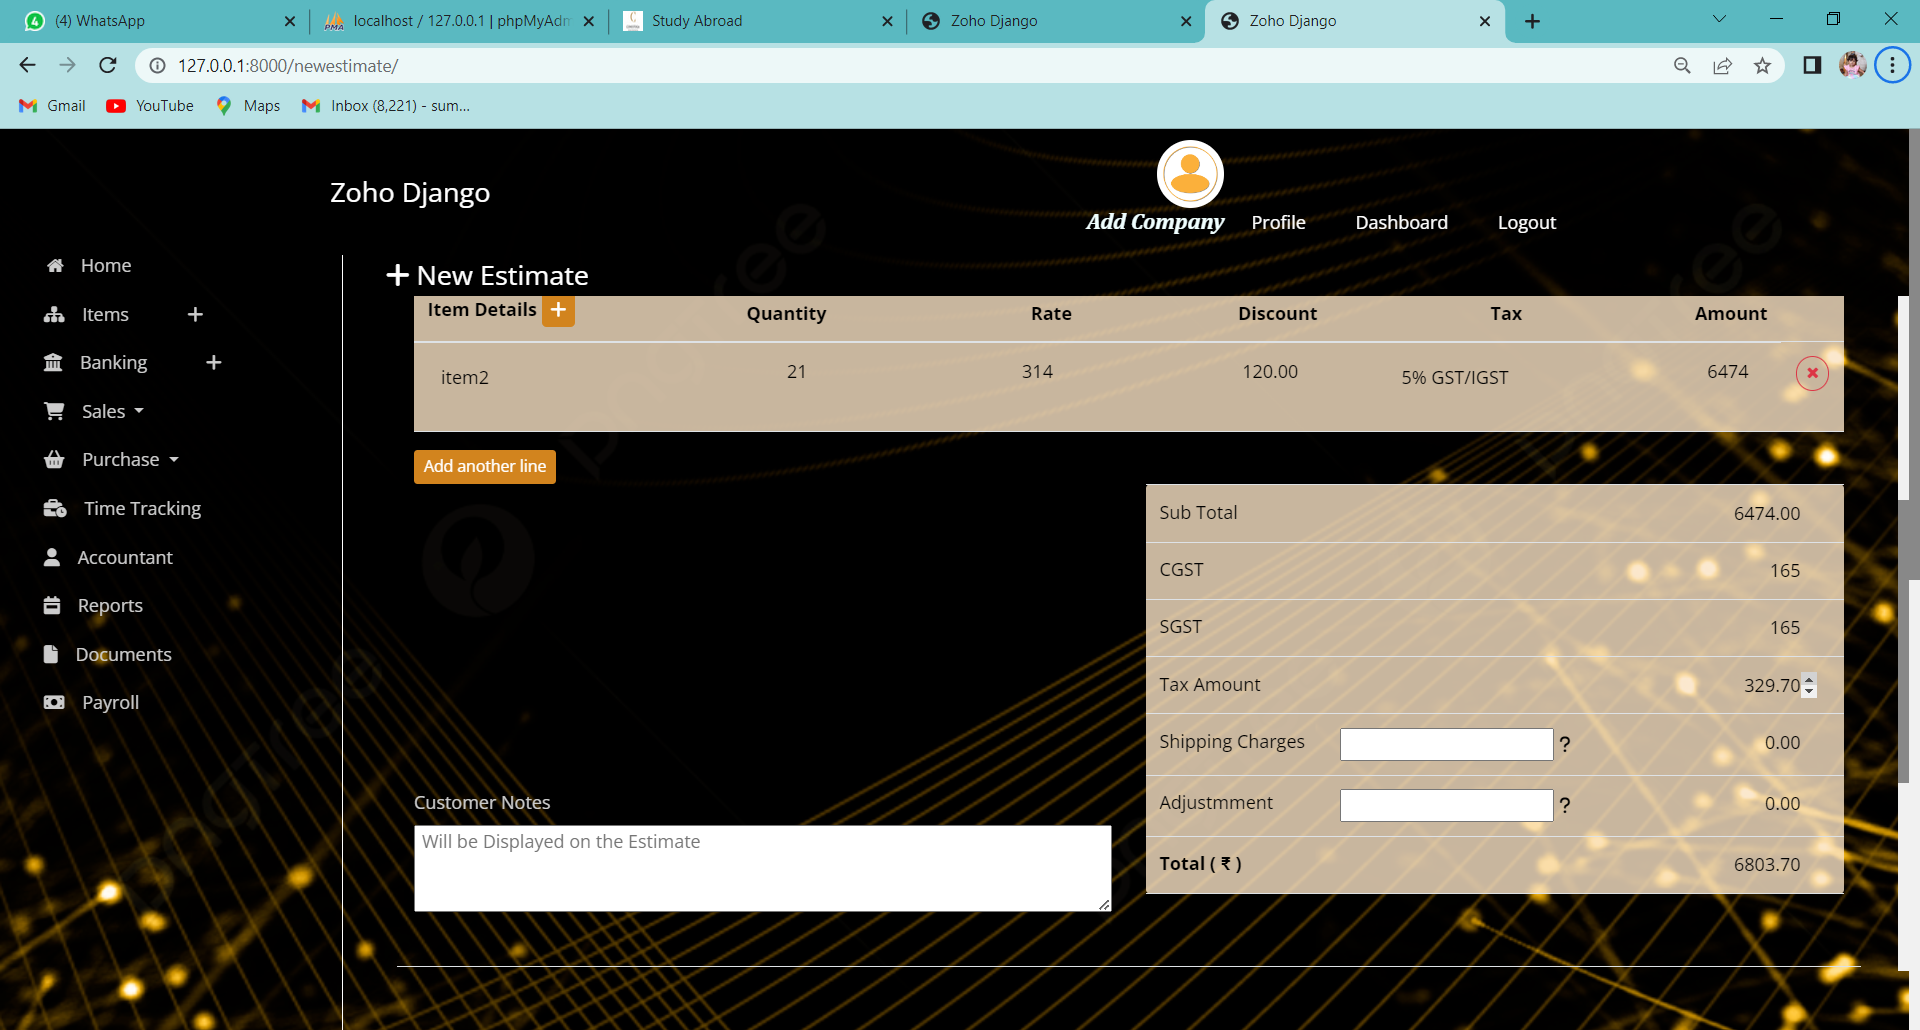 (4) WhatsApp
localhost / 127.0.0.1 | phpMyAdm
Study Abroad
Zoho Django
Zoho Django
127.0.0.1:8000/newestimate/
Gmail
YouTube
Maps
Inbox (8,221) - sum...
Zoho Django
Add Company
Profile
Dashboard
Logout
Home
Items
Banking
Sales
Purchase
Time Tracking
Accountant
Reports
Documents
Payroll
+ New Estimate
Item Details + Quantity Rate Discount Tax Amount
item2 21 314 120.00 5% GST/IGST 6474
Add another line
Sub Total 6474.00
CGST 165
SGST 165
Tax Amount 329.70
Shipping Charges ? 0.00
Adjustmment ? 0.00
Total ( ₹ ) 6803.70
Customer Notes
Will be Displayed on the Estimate